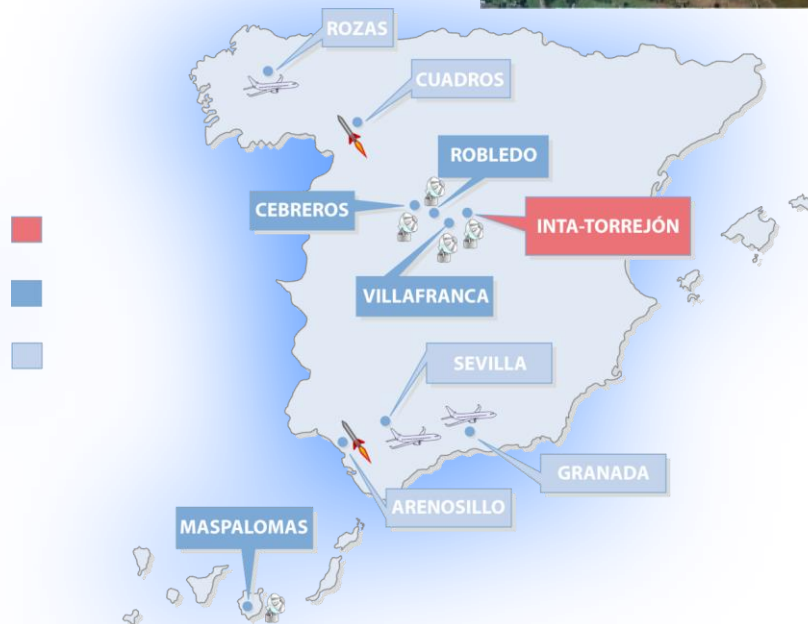 ROZAS
CUADROS
ROBLEDO
CEBREROS
INTA-TORREJÓN
VILLAFRANCA
SEVILLA
GRANADA
ARENOSILLO
MASPALOMAS